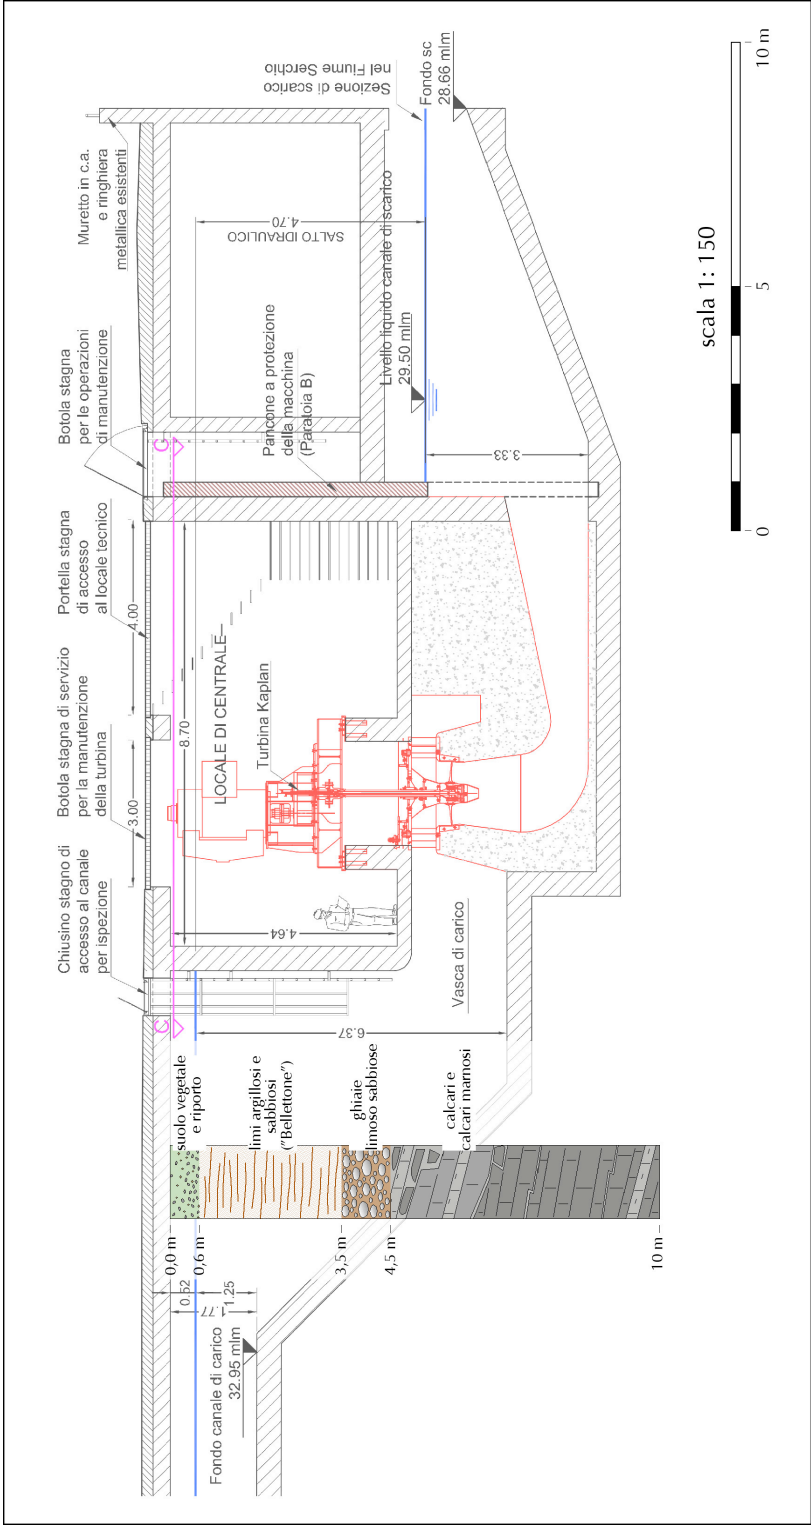 Chiusino stagno di
accesso al canale
per ispezione
Botola stagna di servizio
per la manutenzione
della turbina
Portella stagna
di accesso
al locale tecnico
Botola stagna
per le operazioni
di manutenzione
Muretto in c.a.
e ringhiera
metallica esistenti
3.00
4.00
C
C
8.70
LOCALE DI CENTRALE
Turbina Kaplan
4.64
6.37
Vasca di carico
Pancone a protezione
della macchina
(Paratoia B)
SALTO IDRAULICO
4.70
Livello liquido canale di scarico
29.50 mlm
3.33
Sezione di scarico
nel Fiume Serchio
Fondo sc
28.66 mlm
0.52
1.25
1.77
Fondo canale di carico
32.95 mlm
0,0 m
0,6 m
3,5 m
4,5 m
10 m
suolo vegetale
e riporto
limi argillosi e
sabbiosi
("Bellettone")
ghiaie
limoso sabbiose
calcari e
calcari marnosi
scala 1: 150
0
5
10 m